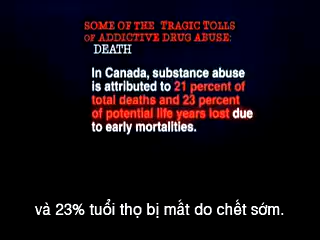 SOME OF THE TRAGIC TOLLS
OF ADDICTIVE DRUG ABUSE:
DEATH
In Canada, substance abuse
is attributed to 21 percent of
total deaths and 23 percent
of potential life years lost due
to early mortalities.
và 23% tuổi thọ bị mất do chết sớm.